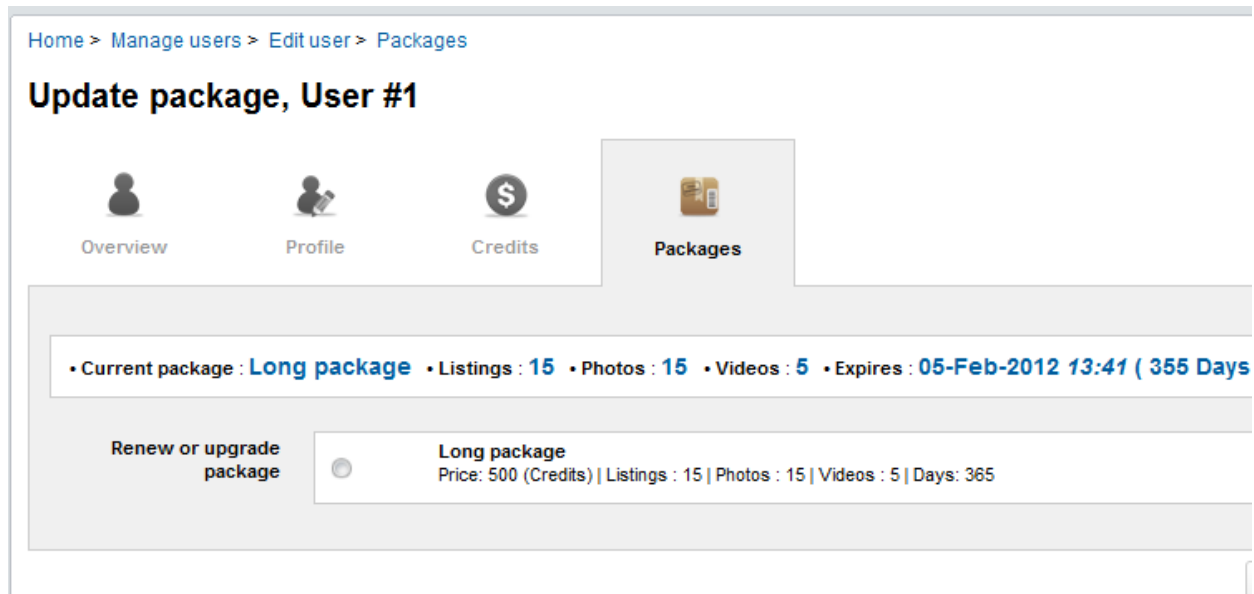 Home > Manage users > Edit user > Packages
Update package, User #1
Overview Profile Credits Packages
• Current package : Long package • Listings : 15 • Photos : 15 • Videos : 5 • Expires : 05-Feb-2012 13:41 ( 355 Days
Renew or upgrade
package
Long package
Price: 500 (Credits) | Listings : 15 | Photos : 15 | Videos : 5 | Days: 365